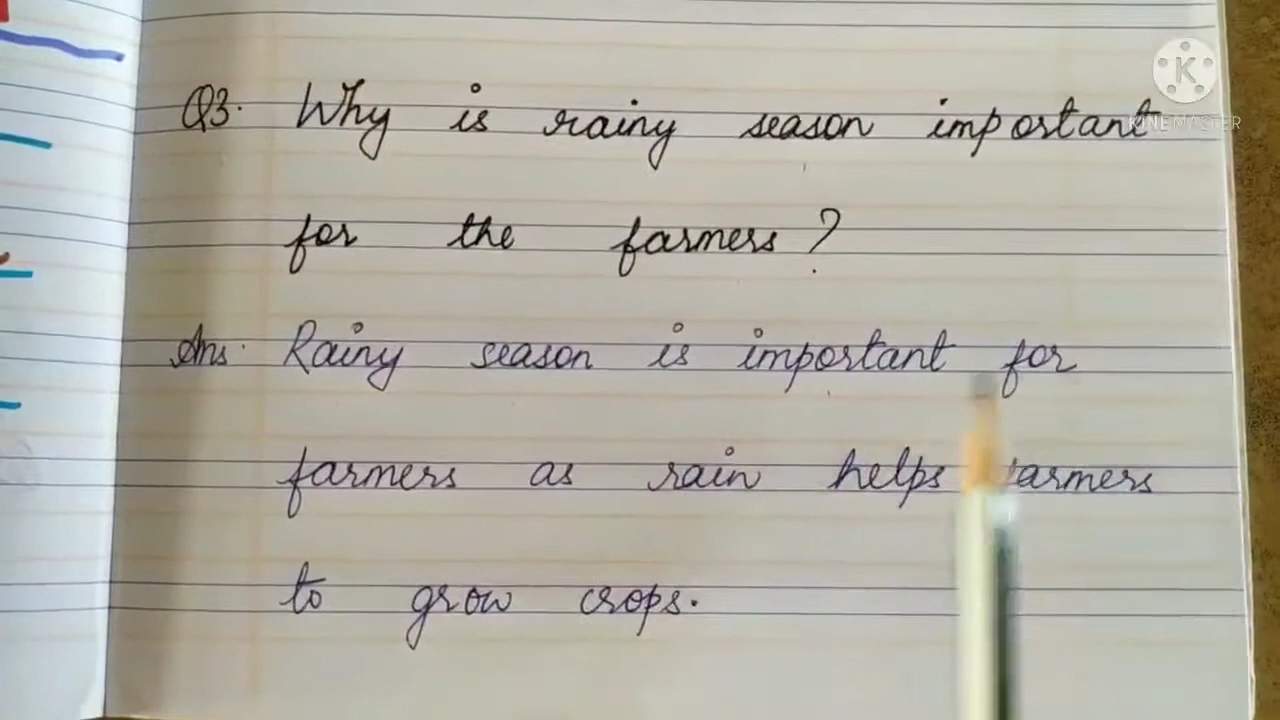 Q3. Why is rainy season important
for the farmers?
Ans. Rainy season is important for
farmers as rain helps farmers
to grow crops.
K
KINEMASTER